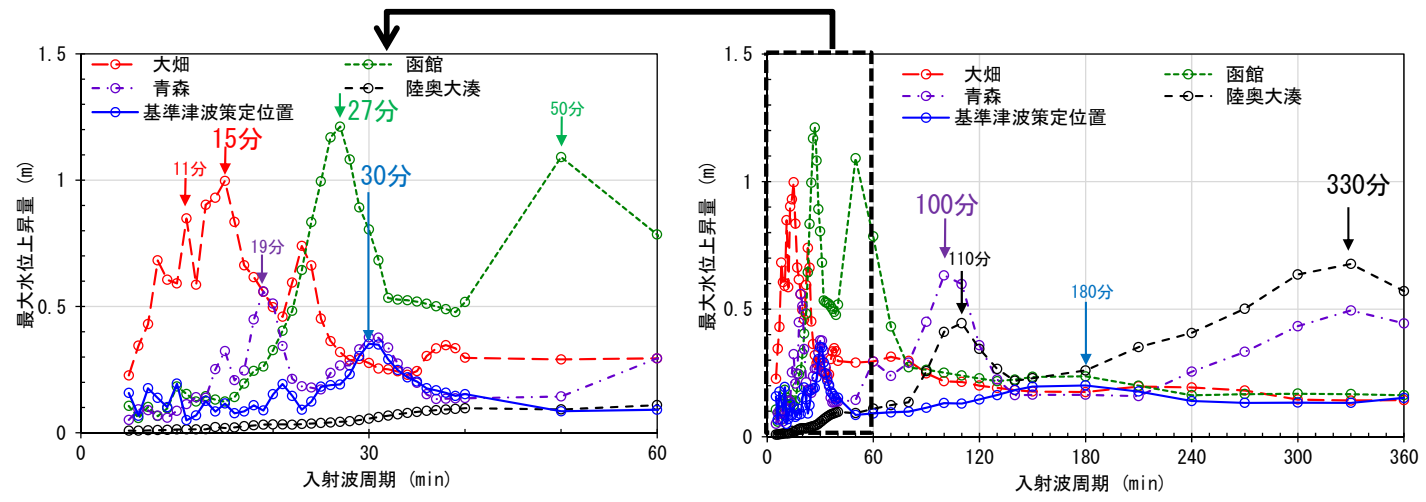 大畑
函館
青森
陸奥大湊
基準津波策定位置
11分
15分
19分
27分
30分
50分
最大水位上昇量 (m)
1.5
1
0.5
0
0
30
60
入射波周期 (min)
大畑
函館
青森
陸奥大湊
基準津波策定位置
100分
110分
180分
330分
最大水位上昇量 (m)
1.5
1
0.5
0
0
60
120
180
240
300
360
入射波周期 (min)